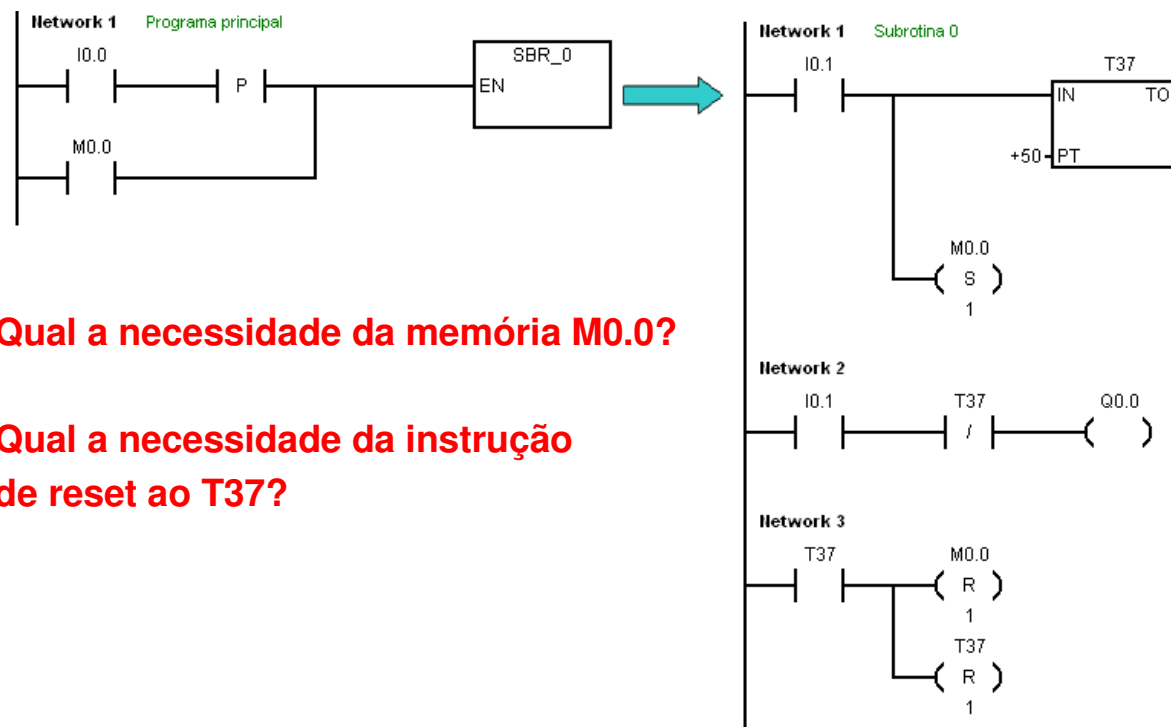 Network 1 Programa principal
I0.0
P
SBR_0
EN
M0.0
Qual a necessidade da memória M0.0?
Qual a necessidade da instrução
de reset ao T37?
Network 1 Subrotina 0
I0.1
T37
IN TO
+50 PT
M0.0
S
1
Network 2
I0.1 T37 Q0.0
/
Network 3
T37 M0.0
R
1
T37
R
1